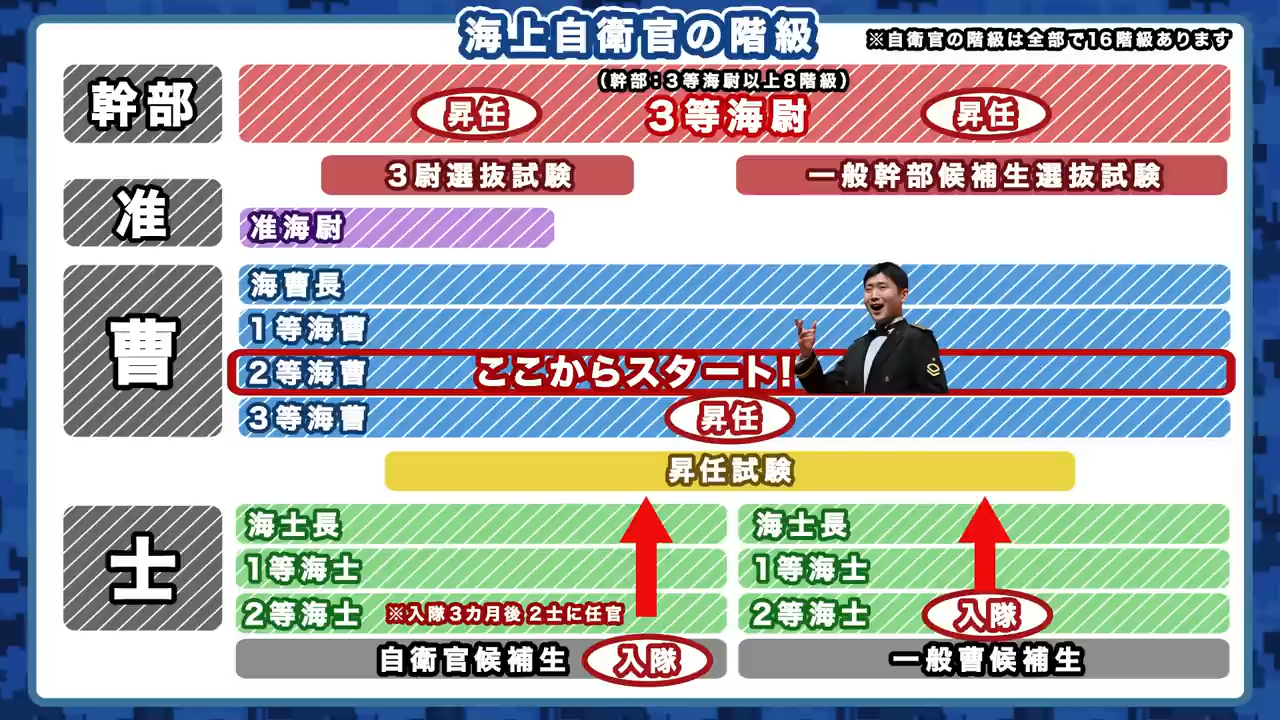 海上自衛官の階級
※自衛官の階級は全部で16階級あります
幹部
（幹部：３等海尉以上８階級）
昇任
３等海尉
昇任
３尉選抜試験
一般幹部候補生選抜試験
准
准海尉
曹
海曹長
１等海曹
２等海曹
ここからスタート！
３等海曹
昇任
昇任試験
士
海士長
海士長
１等海士
１等海士
２等海士
※入隊３カ月後２士に任官
２等海士
入隊
自衛官候補生
入隊
一般曹候補生